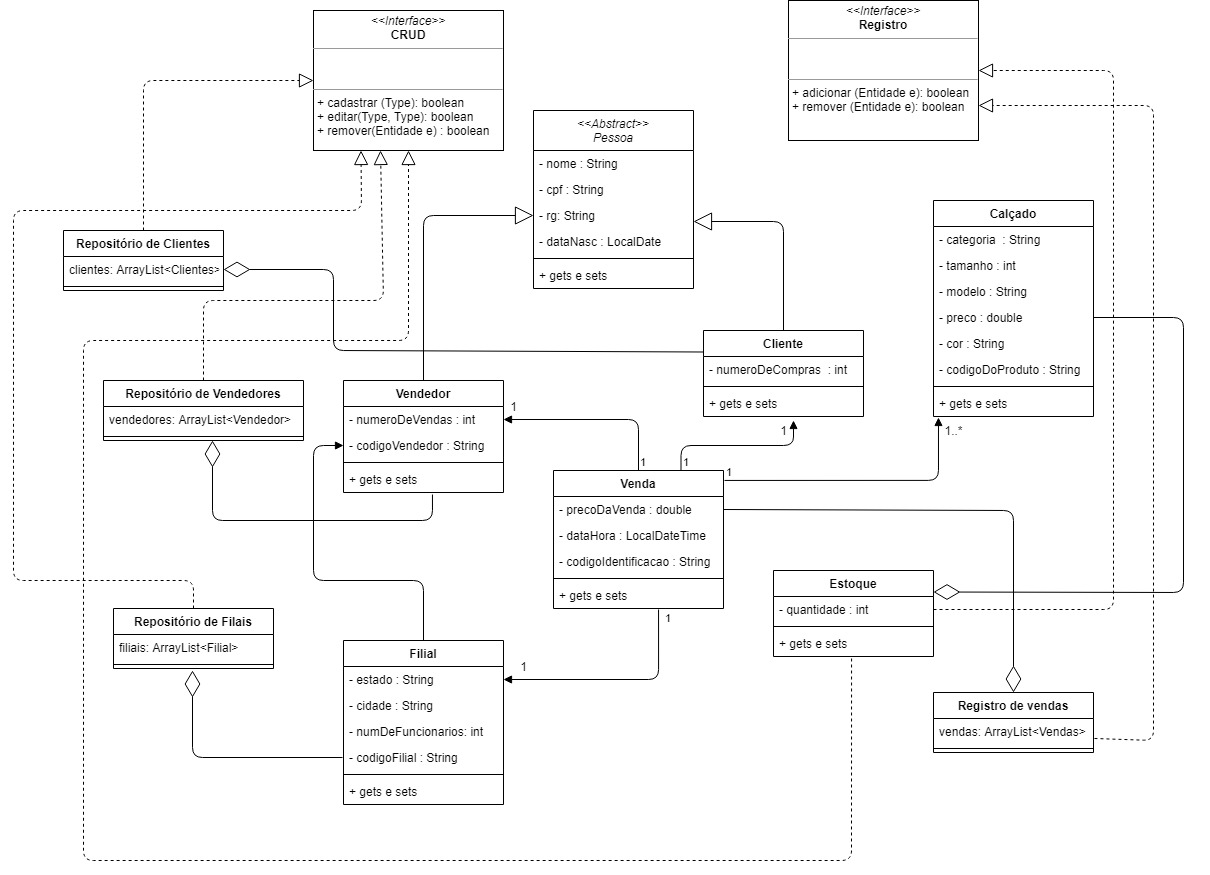 <<Interface>>
CRUD
+ cadastrar (Type): boolean
+ editar(Type, Type): boolean
+ remover(Entidade e) : boolean
<<Interface>>
Registro
+ adicionar (Entidade e): boolean
+ remover (Entidade e): boolean
<<Abstract>>
Pessoa
- nome : String
- cpf : String
- rg: String
- dataNasc : LocalDate
+ gets e sets
Calçado
- categoria : String
- tamanho : int
- modelo : String
- preco : double
- cor : String
- codigoDoProduto : String
+ gets e sets
1..*
Repositório de Clientes
clientes: ArrayList<Clientes>
Cliente
- numeroDeCompras : int
+ gets e sets
1
Repositório de Vendedores
vendedores: ArrayList<Vendedor>
Vendedor
- numeroDeVendas : int
- codigoVendedor : String
+ gets e sets
1
1
1
1
Venda
- precoDaVenda : double
- dataHora : LocalDateTime
- codigoIdentificacao : String
+ gets e sets
1
Estoque
- quantidade : int
+ gets e sets
Repositório de Filais
filiais: ArrayList<Filial>
Filial
- estado : String
- cidade : String
- numDeFuncionarios: int
- codigoFilial : String
+ gets e sets
1
Registro de vendas
vendas: ArrayList<Vendas>